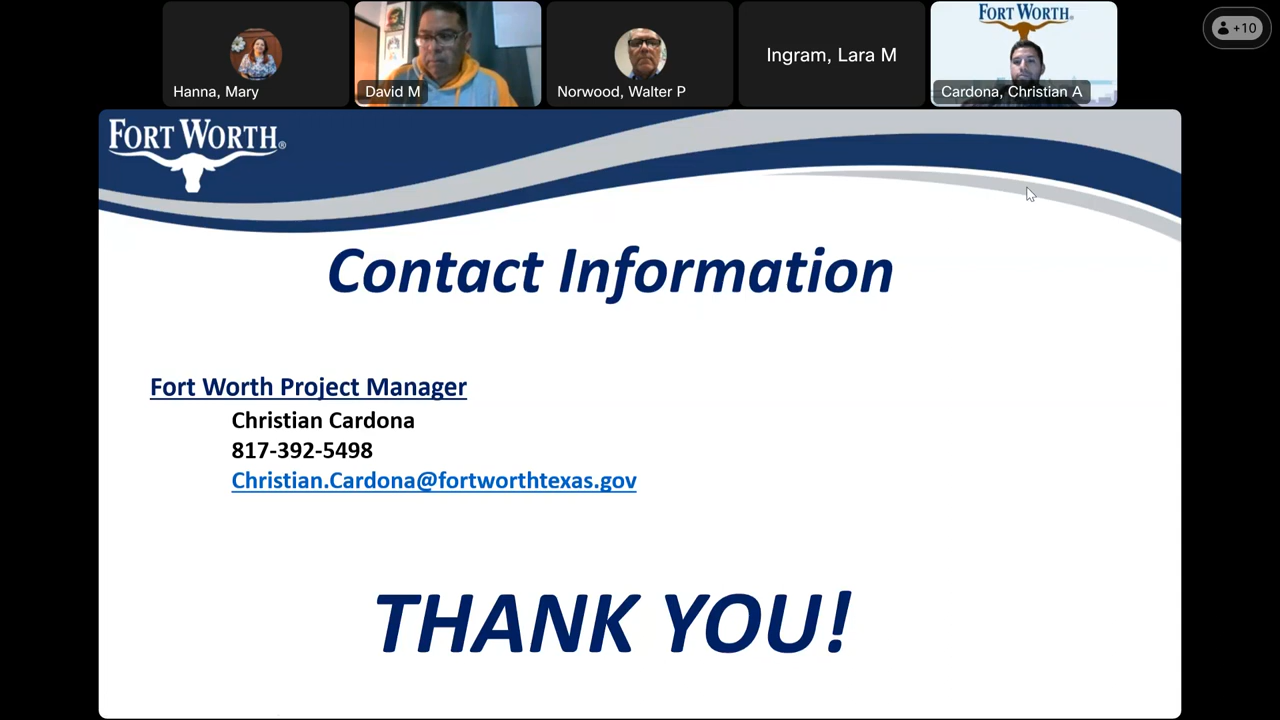 FORT WORTH®
+10
Hanna, Mary
David M
Norwood, Walter P
Ingram, Lara M
Cardona, Christian A
FORT WORTH®
Contact Information
Fort Worth Project Manager
Christian Cardona
817-392-5498
Christian.Cardona@fortworthtexas.gov
THANK YOU!